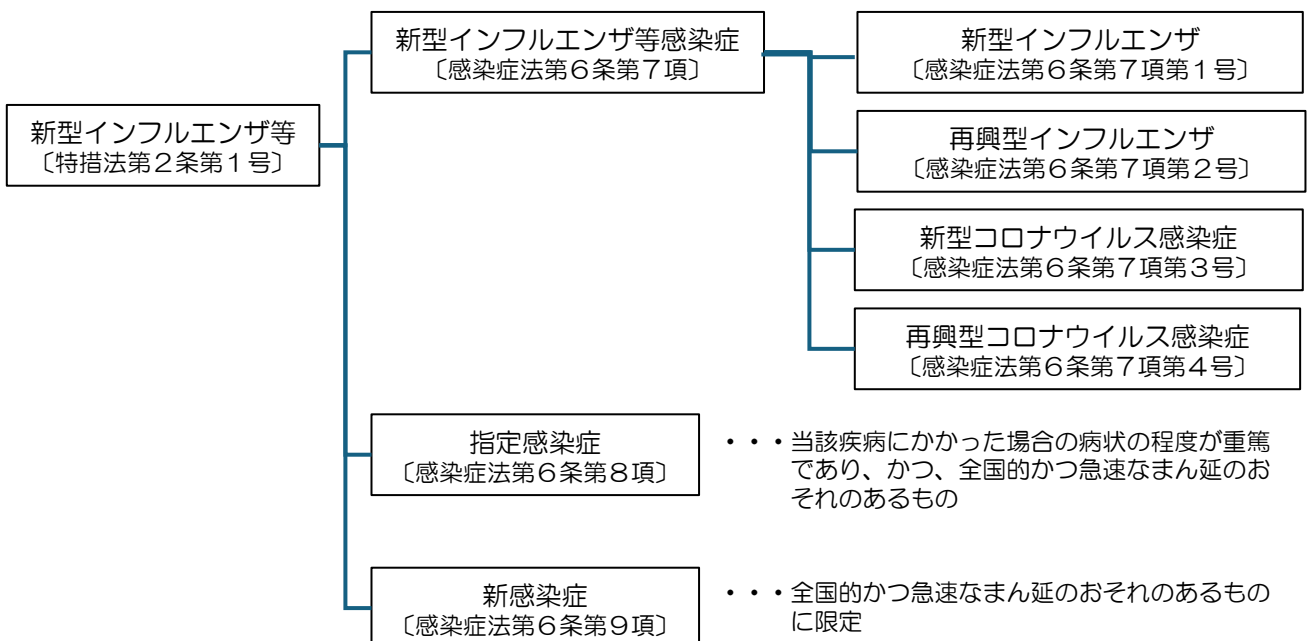 新型インフルエンザ等
〔特措法第２条第１号〕
新型インフルエンザ等感染症
〔感染症法第６条第７項〕
新型インフルエンザ
〔感染症法第６条第７項第１号〕
再興型インフルエンザ
〔感染症法第６条第７項第２号〕
新型コロナウイルス感染症
〔感染症法第６条第７項第３号〕
再興型コロナウイルス感染症
〔感染症法第６条第７項第４号〕
指定感染症
〔感染症法第６条第８項〕
・・・当該疾病にかかった場合の病状の程度が重篤
であり、かつ、全国的かつ急速なまん延のお
それのあるもの
新感染症
〔感染症法第６条第９項〕
・・・全国的かつ急速なまん延のおそれのあるもの
に限定